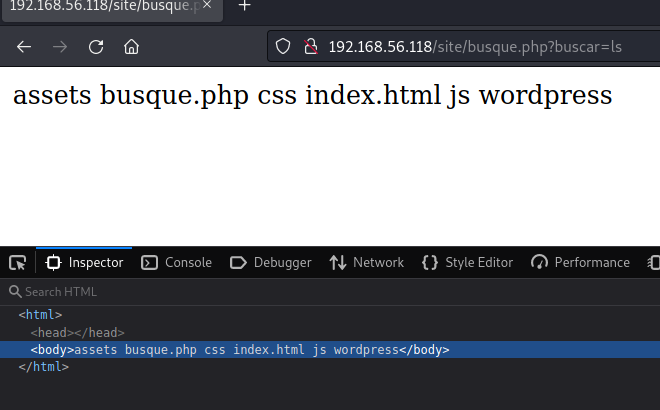 192.168.56.118/site/busque.p
192.168.56.118/site/busque.php?buscar=ls
assets busque.php css index.html js wordpress
Inspector Console Debugger Network {} Style Editor Performance
Search HTML
<html>
<head></head>
<body>assets busque.php css index.html js wordpress</body>
</html>